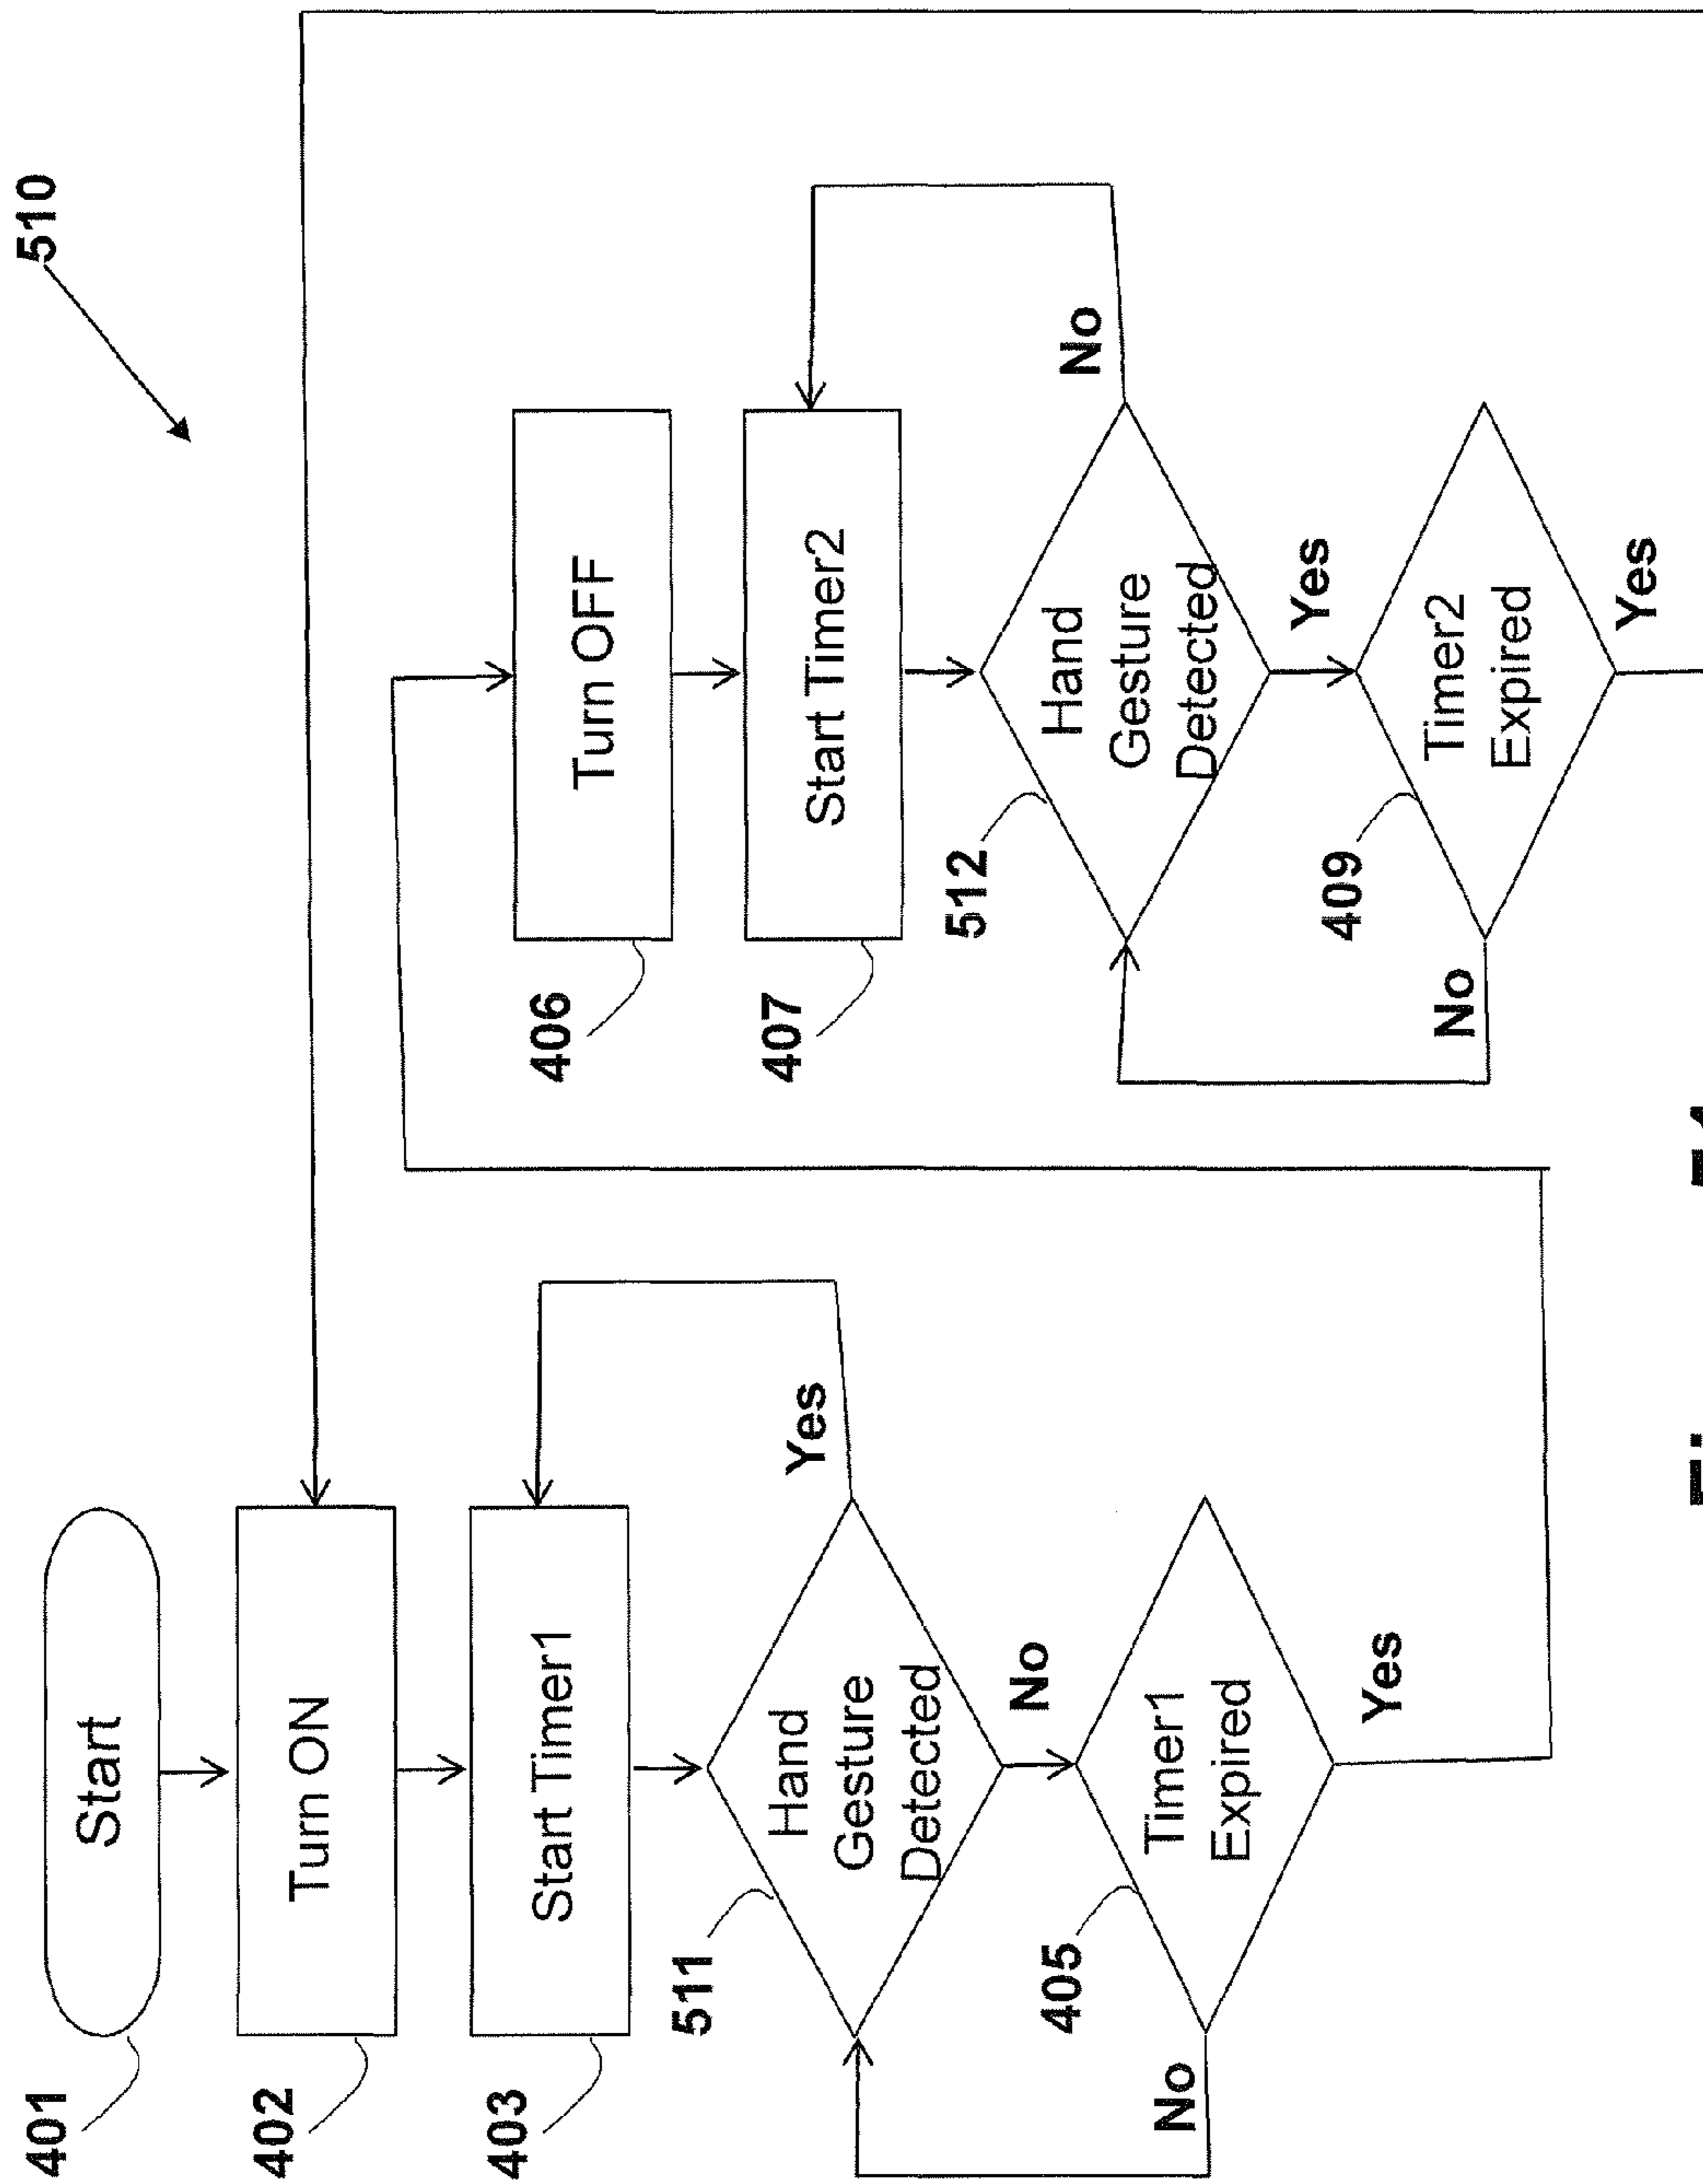 510
401
Start
402
Turn ON
403
Start Timer1
511
Hand
Gesture
Detected
Yes
No
405
Timer1
Expired
No
Yes
406
Turn OFF
407
Start Timer2
512
Hand
Gesture
Detected
No
Yes
409
Timer2
Expired
No
Yes